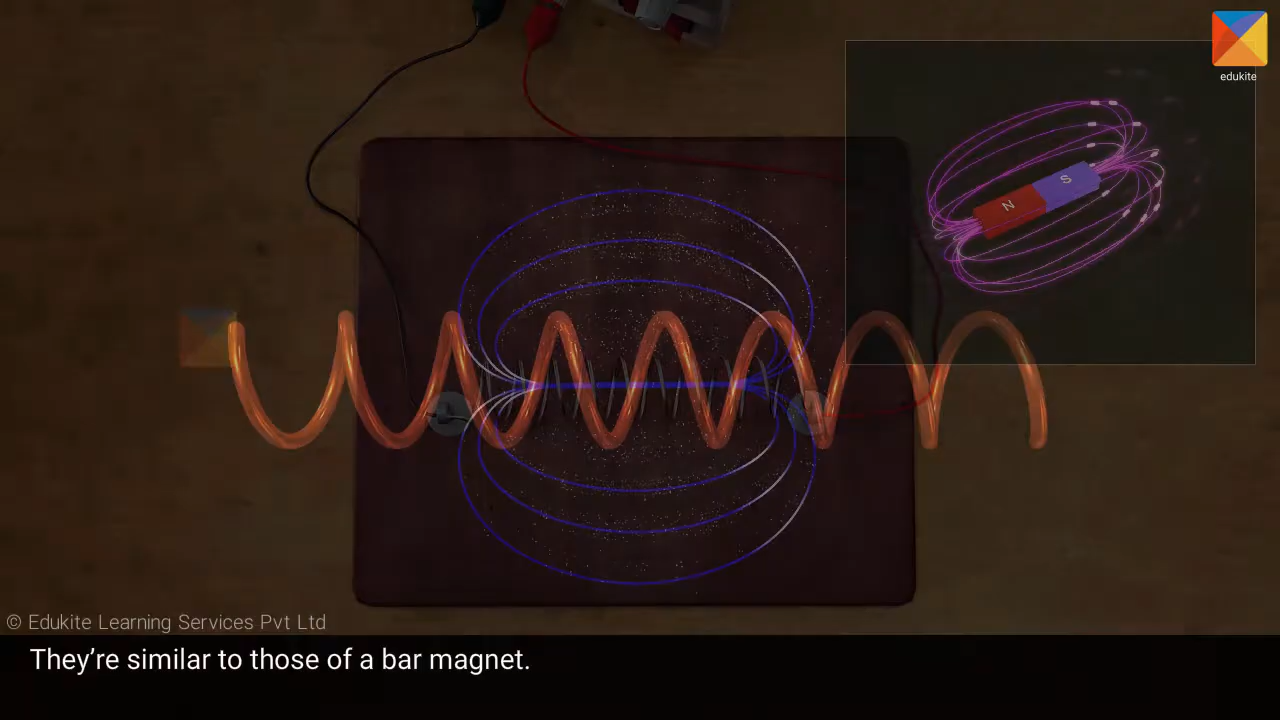 edukite
S
N
© Edukite Learning Services Pvt Ltd
They’re similar to those of a bar magnet.